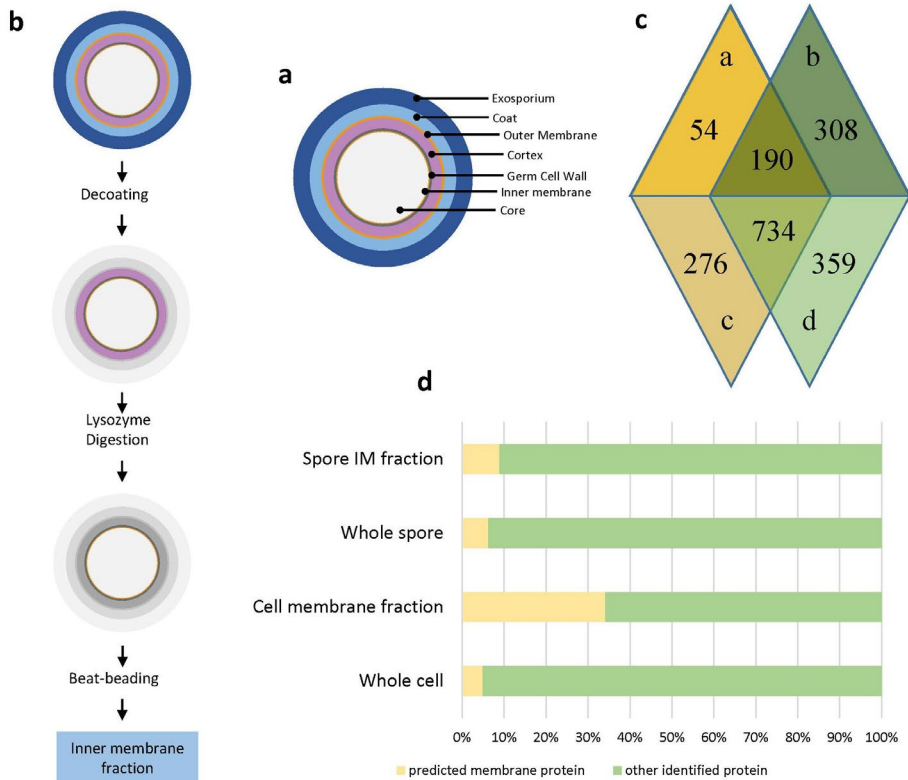 b
Decoating
Lysozyme
Digestion
Beat-beading
Inner membrane
fraction
a
Exosporium
Coat
Outer Membrane
Cortex
Germ Cell Wall
Inner membrane
Core
c
a
b
54
308
190
734
276
359
c
d
d
Spore IM fraction
Whole spore
Cell membrane fraction
Whole cell
0% 10% 20% 30% 40% 50% 60% 70% 80% 90% 100%
predicted membrane protein
other identified protein